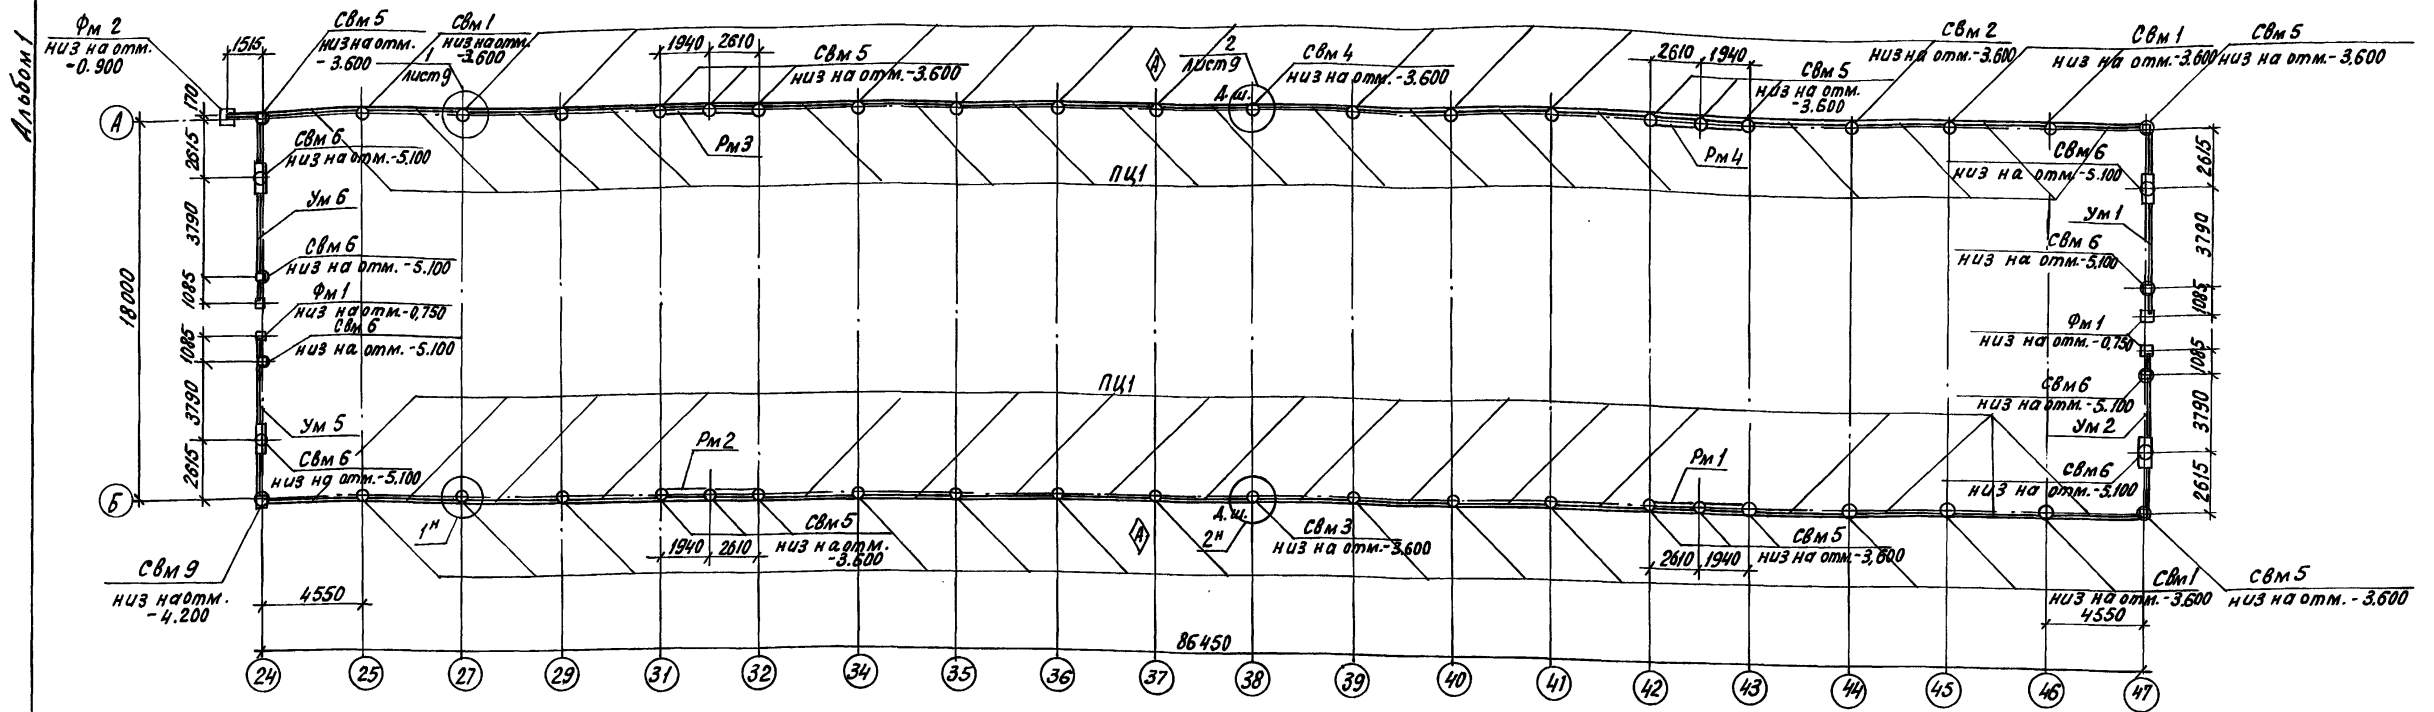 Альбом 1
Фм 2
низ на отм.
-0.900
1515
Свм 5
низ на отм.
-3.600
Свм 1
низ на отм.
-3.600
1
лист 9
1940
2610
Свм 5
низ на отм.-3.600
А
2
лист 9
Свм 4
низ на отм.-3.600
Д.ш.
2610
1940
Свм 5
низ на отм.
-3.600
Свм 2
низ на отм.-3.600
Свм 1
низ на отм.-3.600
Свм 5
низ на отм.-3.600
А
170
2615
3790
1085
1085
3790
2615
18000
Свм 6
низ на отм.-5.100
Ум 6
Свм 6
низ на отм.-5.100
Фм 1
низ на отм.-0,750
Свм 6
низ на отм.-5.100
Ум 5
Свм 6
низ на отм.-5.100
Рм3
ПЦ1
Рм4
Свм 6
низ на отм.-5.100
Ум 1
Свм 6
низ на отм.-5.100
Фм 1
низ на отм.-0,750
Свм 6
низ на отм.-5.100
Ум 2
Свм 6
низ на отм.-5.100
2615
3790
1085
1085
3790
2615
ПЦ1
Рм2
Рм 1
Б
1н
1940
2610
Свм 5
низ на отм.
-3.600
А
Д.ш.
2н
Свм 3
низ на отм.-3,600
2610
1940
Свм 5
низ на отм.-3,600
Свм1
низ на отм.-3.600
Свм 5
низ на отм.-3.600
Свм 9
низ на отм.
-4.200
4550
4550
86450
24
25
27
29
31
32
34
35
36
37
38
39
40
41
42
43
44
45
46
47